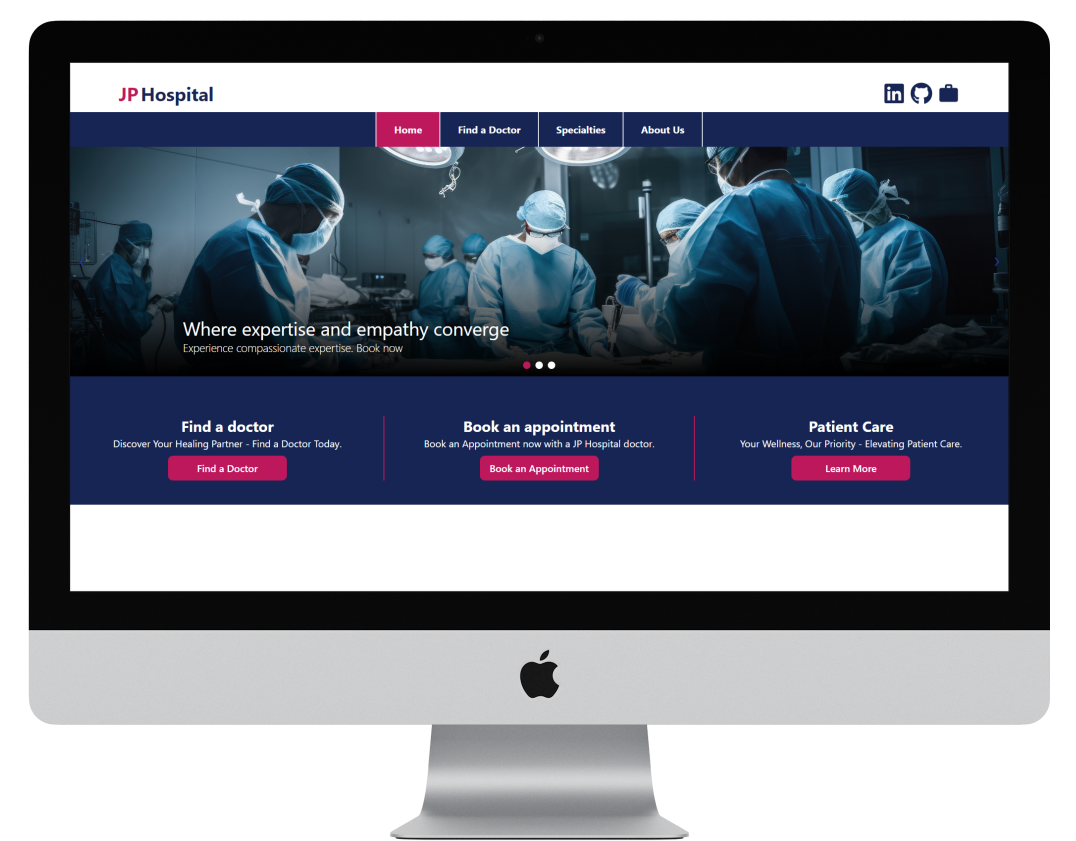 JP Hospital
in
Home Find a Doctor Specialties About Us
Where expertise and empathy converge
Experience compassionate expertise. Book now
Find a doctor
Discover Your Healing Partner - Find a Doctor Today.
Find a Doctor
Book an appointment
Book an Appointment now with a JP Hospital doctor.
Book an Appointment
Patient Care
Your Wellness, Our Priority - Elevating Patient Care.
Learn More